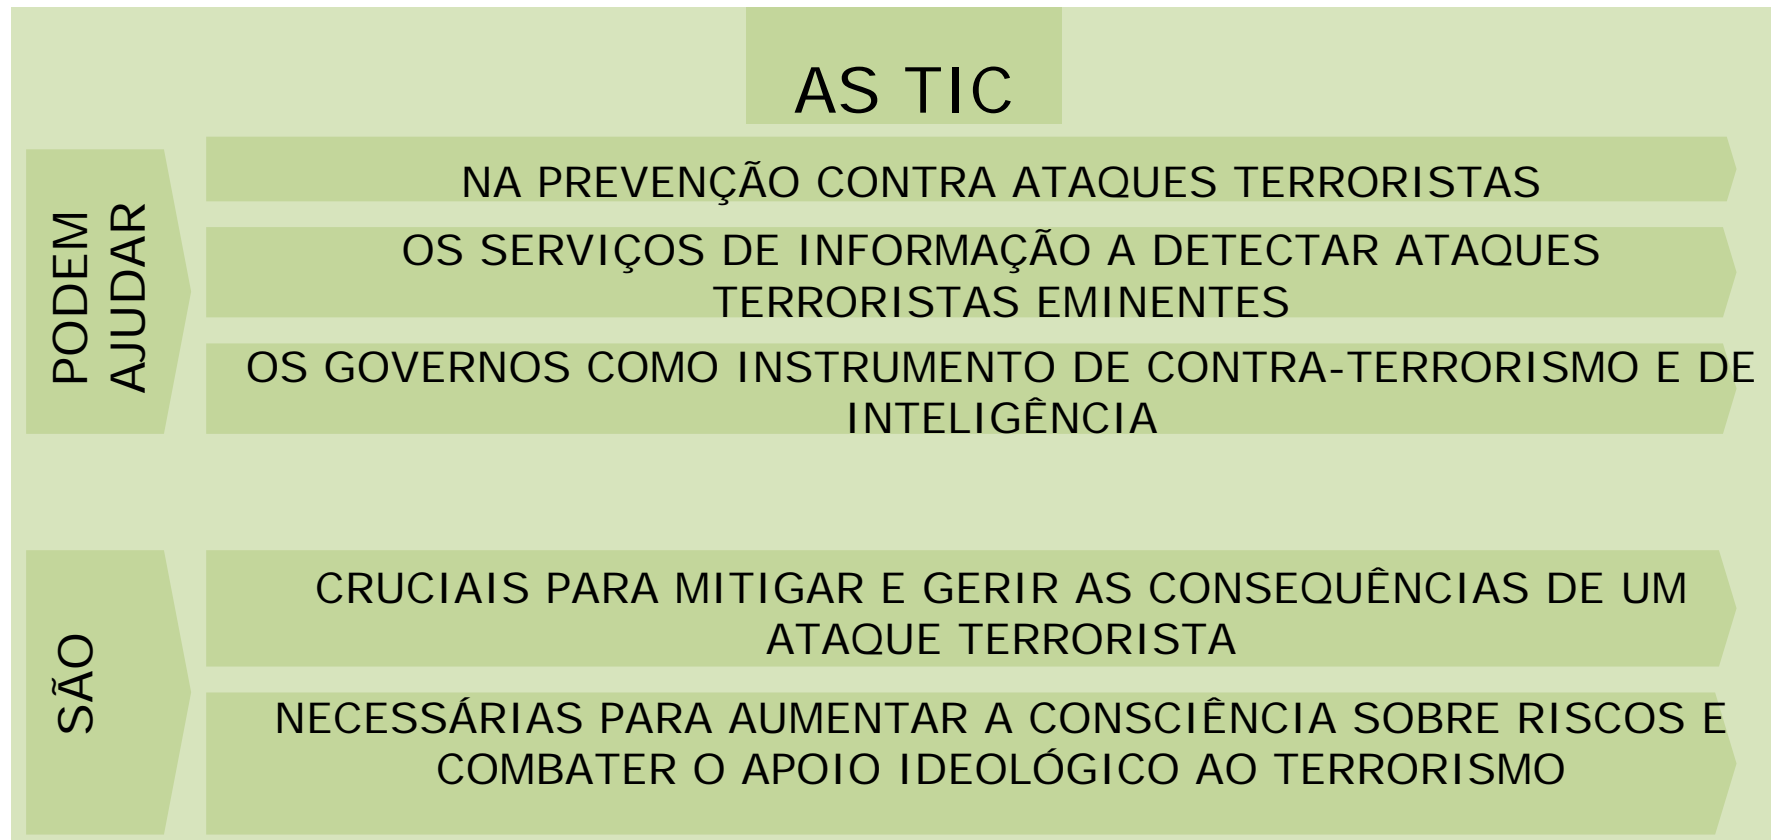 AS TIC
PODEM
AJUDAR
NA PREVENÇÃO CONTRA ATAQUES TERRORISTAS
OS SERVIÇOS DE INFORMAÇÃO A DETECTAR ATAQUES
TERRORISTAS EMINENTES
OS GOVERNOS COMO INSTRUMENTO DE CONTRA-TERRORISMO E DE
INTELIGÊNCIA
SÃO
CRUCIAIS PARA MITIGAR E GERIR AS CONSEQUÊNCIAS DE UM
ATAQUE TERRORISTA
NECESSÁRIAS PARA AUMENTAR A CONSCIÊNCIA SOBRE RISCOS E
COMBATER O APOIO IDEOLÓGICO AO TERRORISMO